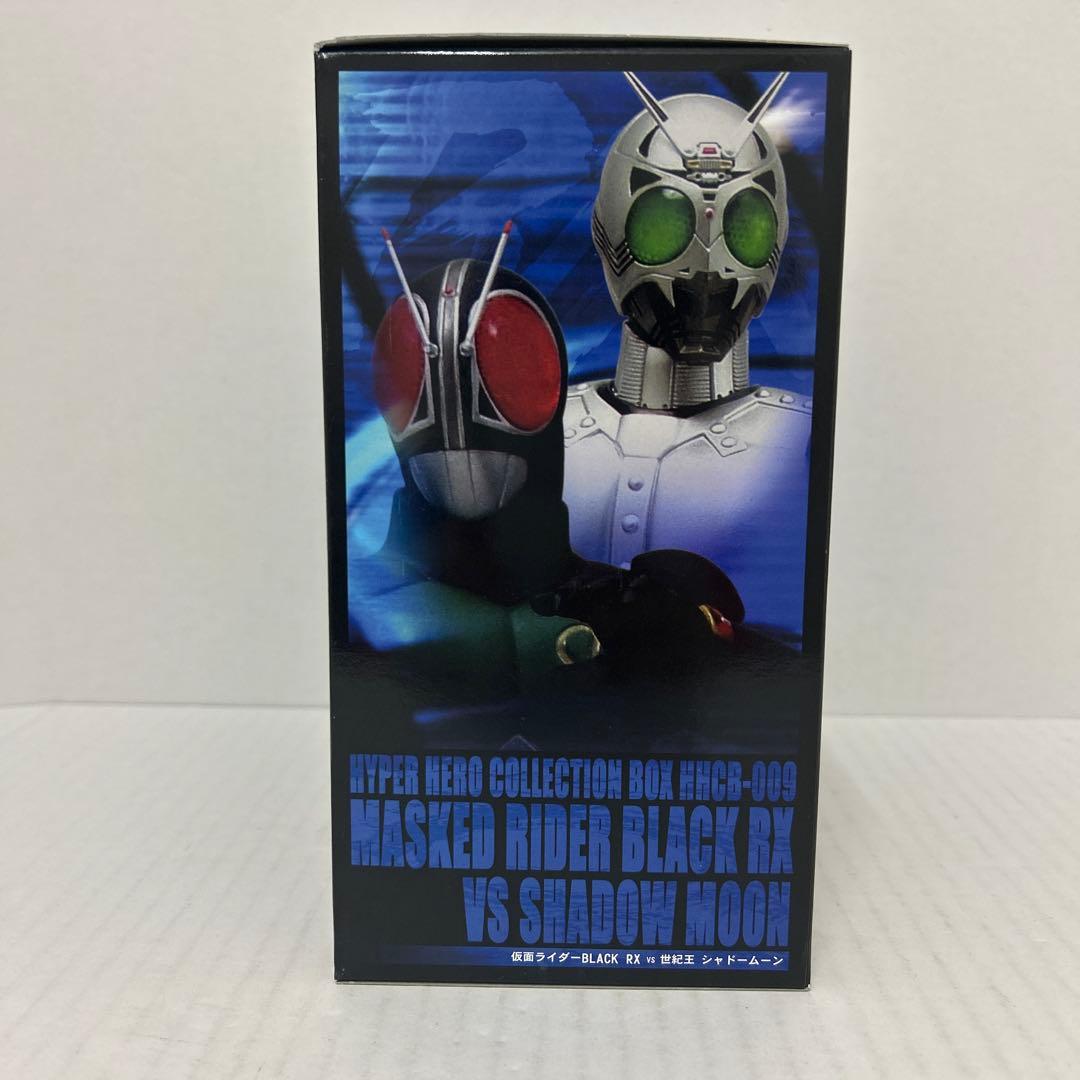 HYPER HERO COLLECTION BOX HHCB-009
MASKED RIDER BLACK RX
VS SHADOW MOON
仮面ライダーBLACK RX vs 世紀王 シャドームーン